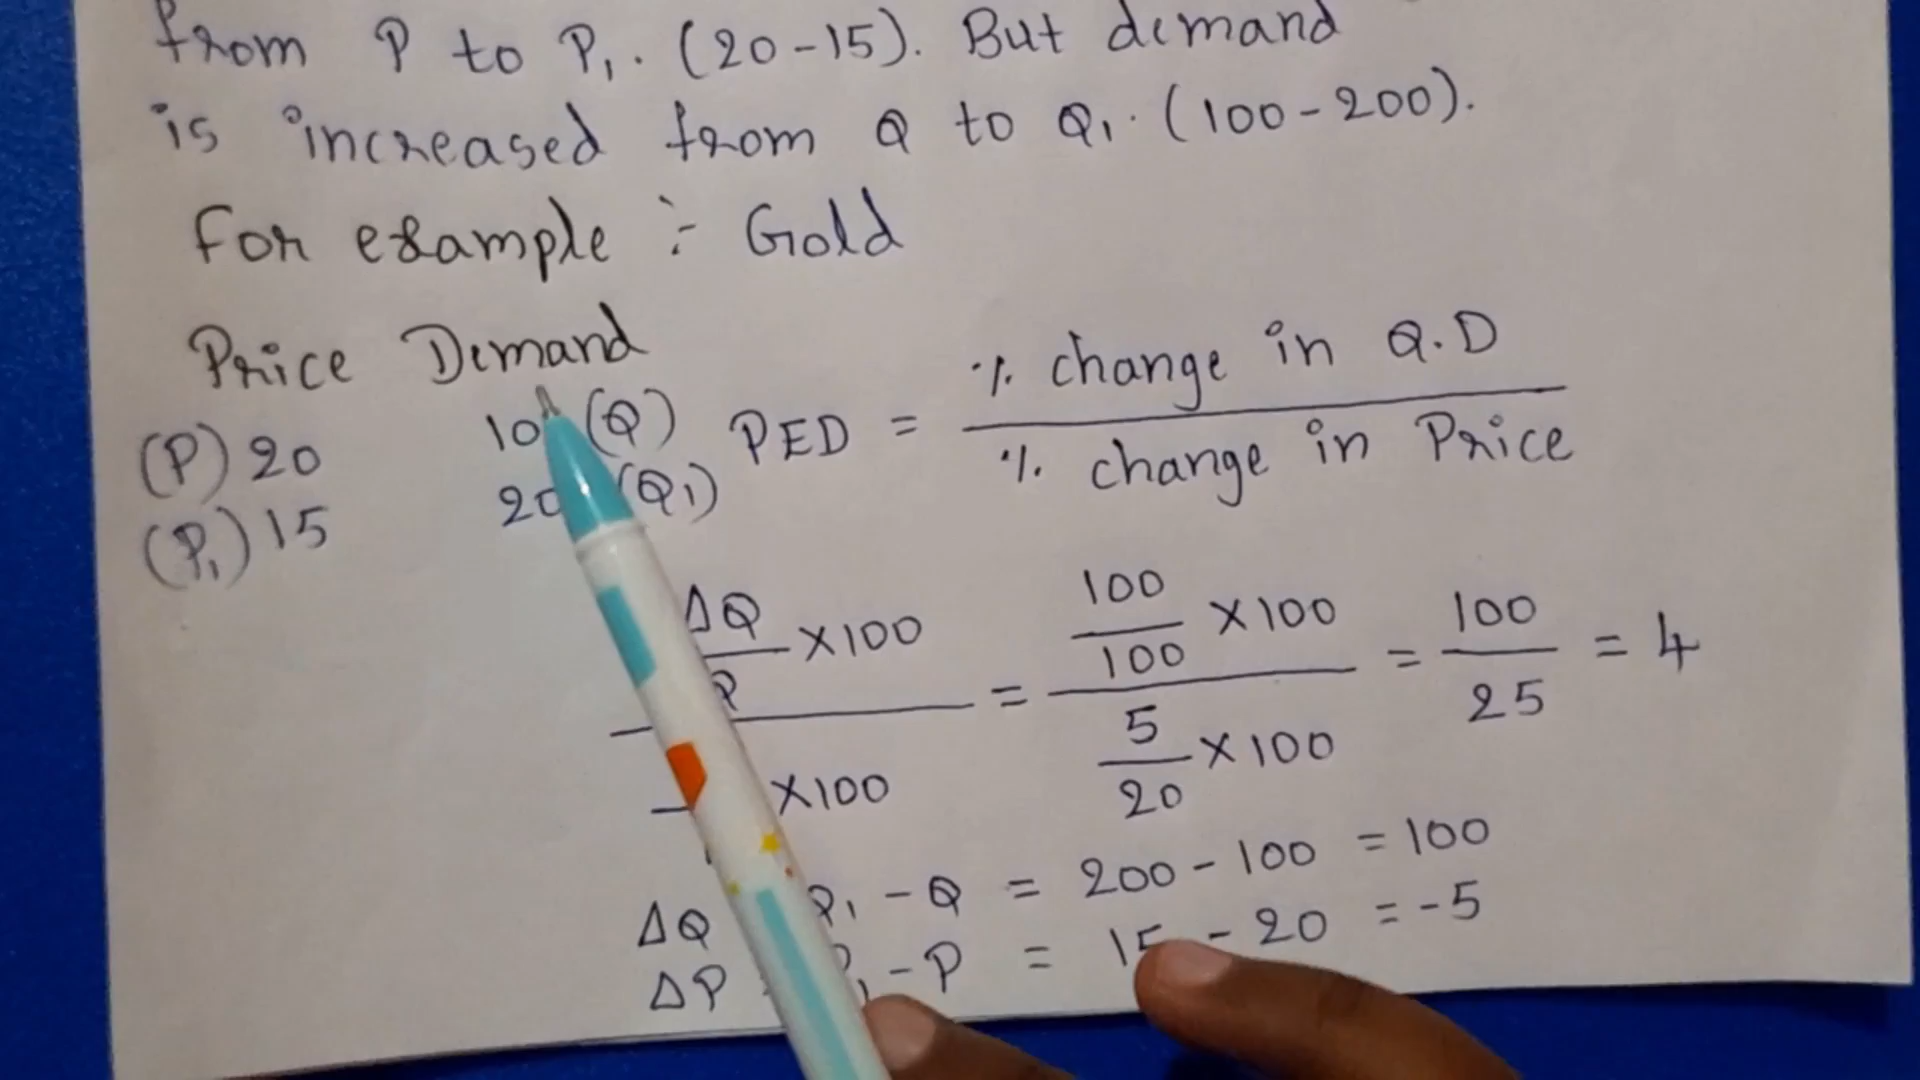 from P to P₁. (20-15). But demand
is increased from Q to Q₁. (100-200).
For example :- Gold
Price Demand
(P) 20 (Q)
(P₁) 15 (Q₁)
PED = % change in Q.D / % change in Price
ΔQ ×100 = 100/100 ×100 = 100/25 = 4
×100 5/20 ×100
ΔQ - Q = 200 - 100 = 100
ΔP - P = - 20 = -5